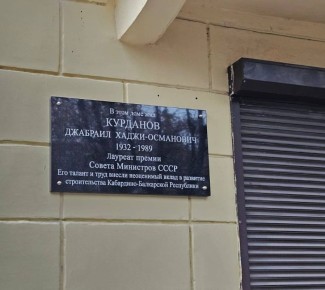 В этом доме жил
КУРДАНОВ
ДЖАБРАИЛ ХАДЖИ-ОСМАНОВИЧ
1932 - 1989
Лауреат премии
Совета Министров СССР
Его талант и труд внесли неоценимый вклад в развитие
строительства Кабардино-Балкарской Республики